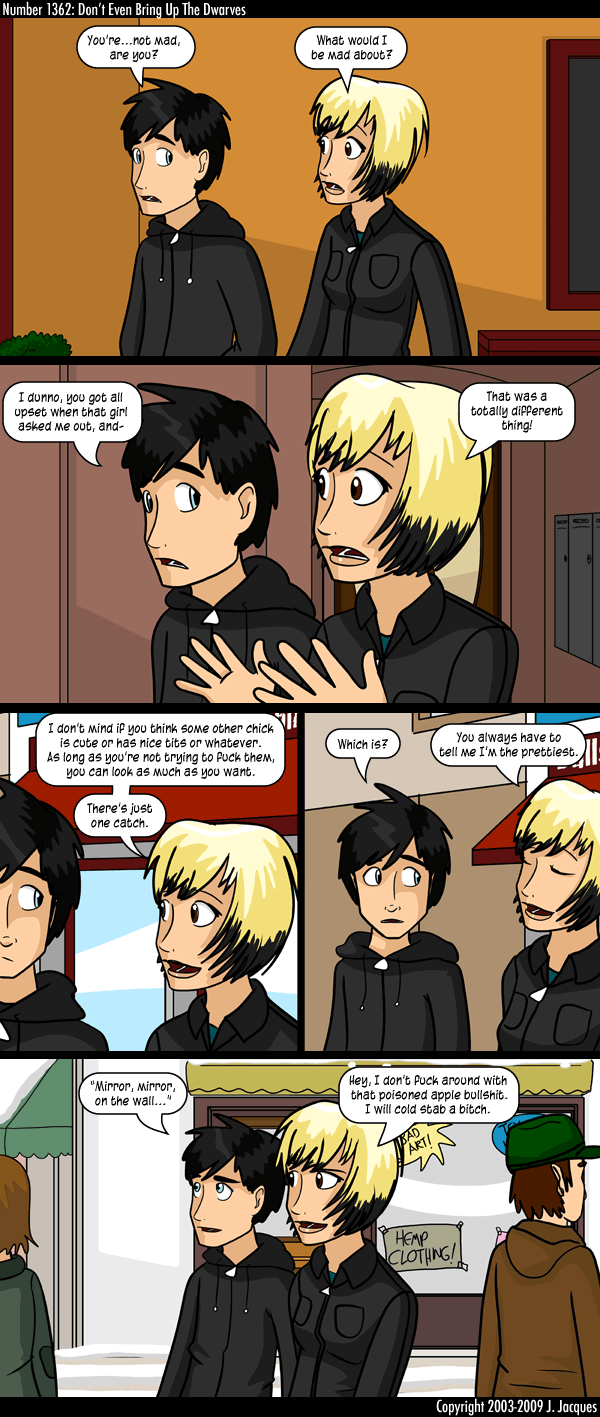 Number 1362: Don't Even Bring Up The Dwarves
You're...not mad,
are you?
What would I
be mad about?
I dunno, you got all
upset when that girl
asked me out, and-
That was a
totally different
thing!
I don't mind if you think some other chick
is cute or has nice tits or whatever.
As long as you're not trying to fuck them,
you can look as much as you want.
There's just
one catch.
Which is?
You always have to
tell me I'm the prettiest.
"Mirror, mirror,
on the wall..."
Hey, I don't fuck around with
that poisoned apple bullshit.
I will cold stab a bitch.
ART!
HEMP
CLOTHING!
Copyright 2003-2009 J. Jacques